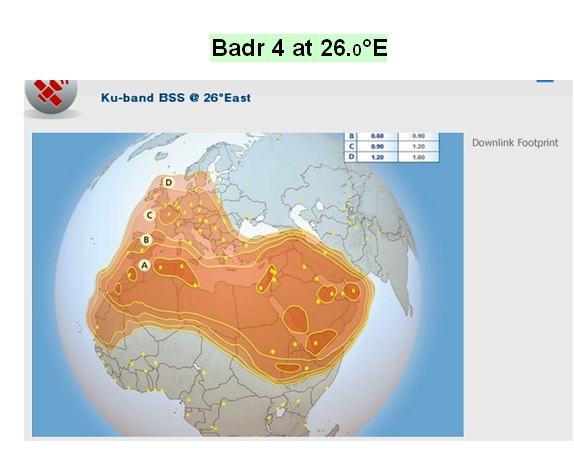 Badr 4 at 26.0°E
Ku-band BSS @ 26°East
B 0.60 0.90
C 0.90 1.20
D 1.20 1.60
Downlink Footprint
D
C
B
A